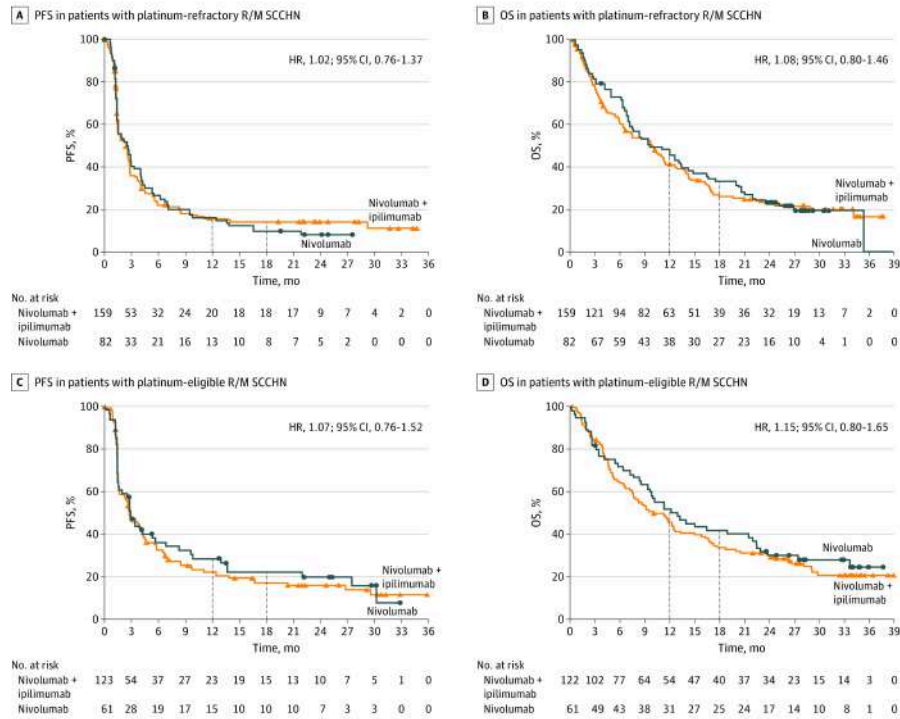 A PFS in patients with platinum-refractory R/M SCCHN
100
80
60
40
20
0
PFS, %
HR, 1.02; 95% CI, 0.76-1.37
Nivolumab +
ipilimumab
Nivolumab
0 3 6 9 12 15 18 21 24 27 30 33 36
Time, mo
No. at risk
Nivolumab +
ipilimumab
159 53 32 24 20 18 18 17 9 7 4 2 0
Nivolumab 82 33 21 16 13 10 8 7 5 2 0 0 0
B OS in patients with platinum-refractory R/M SCCHN
100
80
60
40
20
0
OS, %
HR, 1.08; 95% CI, 0.80-1.46
Nivolumab +
ipilimumab
Nivolumab
0 3 6 9 12 15 18 21 24 27 30 33 36 39
Time, mo
No. at risk
Nivolumab +
ipilimumab
159 121 94 82 63 51 39 36 32 19 13 7 2 0
Nivolumab 82 67 59 43 38 30 27 23 16 10 4 1 0 0
C PFS in patients with platinum-eligible R/M SCCHN
100
80
60
40
20
0
PFS, %
HR, 1.07; 95% CI, 0.76-1.52
Nivolumab +
ipilimumab
Nivolumab
0 3 6 9 12 15 18 21 24 27 30 33 36
Time, mo
No. at risk
Nivolumab +
ipilimumab
123 54 37 27 23 19 15 13 10 7 5 1 0
Nivolumab 61 28 19 17 15 10 10 10 7 3 3 0 0
D OS in patients with platinum-eligible R/M SCCHN
100
80
60
40
20
0
OS, %
HR, 1.15; 95% CI, 0.80-1.65
Nivolumab
Nivolumab +
ipilimumab
0 3 6 9 12 15 18 21 24 27 30 33 36 39
Time, mo
No. at risk
Nivolumab +
ipilimumab
122 102 77 64 54 47 40 37 34 23 15 14 3 0
Nivolumab 61 49 43 38 31 27 25 24 17 14 10 8 1 0